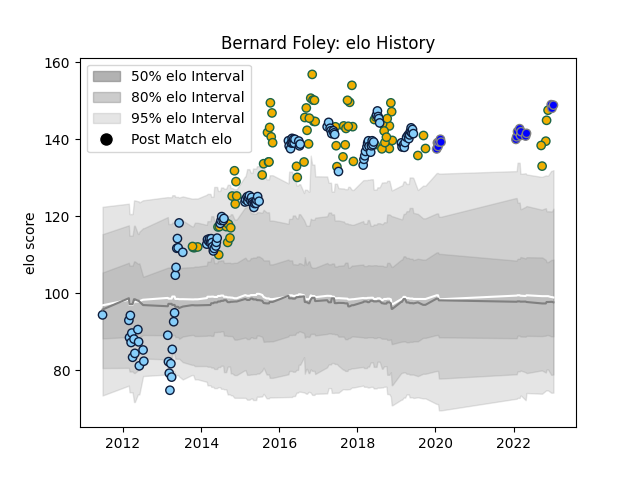 Bernard Foley: elo History
50% elo Interval
80% elo Interval
95% elo Interval
Post Match elo
elo score
160
140
120
100
80
2012
2014
2016
2018
2020
2022